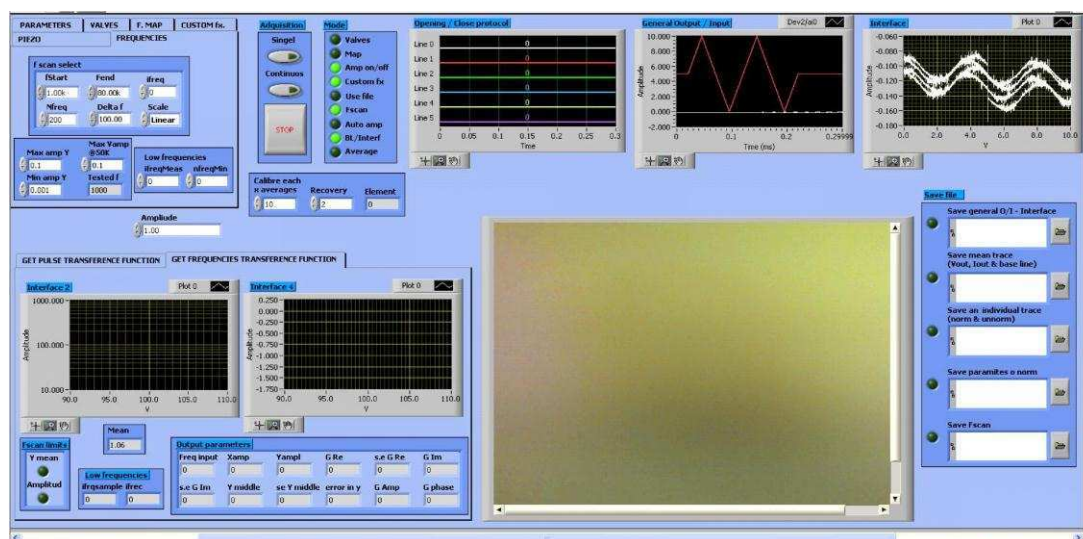 PARAMETERS VALVES F. MAP CUSTOM fx.
PIEZO FREQUENCIES
f scan select
fStart Fend ifreq
1.00k 80.00k 0
Nfreq Delta f Scale
200 100.00 Linear
Max amp Y Max Vamp @50K
0.1 0.1
Min amp Y Tested f
0.001 1000
Low frequencies
ifreqMeas nfreqMin
0 0
Amplitude
1.00
Adquisition
Singel
Continuos
STOP
Mode
Valves
Map
Amp on/off
Custom fx
Use file
Fscan
Auto amp
BL/Interf
Average
Calibre each
x averages Recovery Element
10 2 0
Opening / Close protocol
Line 0 0
Line 1 0
Line 2 0
Line 3 0
Line 4 0
Line 5 0
0 0.05 0.1 0.15 0.2 0.25 0.3
Time
General Output / Input Dev2/ai0
Amplitude
10.000
8.000
6.000
4.000
2.000
0.000
-2.000
0 0.1 0.2 0.29999
Time (ms)
Interface Plot 0
Amplitude
-0.060
-0.080
-0.100
-0.120
-0.140
-0.160
-0.180
0.0 2.0 4.0 6.0 8.0 10.0
V
GET PULSE TRANSFERENCE FUNCTION GET FREQUENCIES TRANSFERENCE FUNCTION
Interface 2 Plot 0
Amplitude
1000.000
100.000
10.000
90.0 95.0 100.0 105.0 110.0
V
Interface 4 Plot 0
Amplitude
0.250
0.000
-0.250
-0.500
-0.750
-1.000
-1.250
-1.500
-1.750
90.0 95.0 100.0 105.0 110.0
V
Fscan limits
Y mean
Amplitud
Mean
1.06
Low frequencies
ifrqsample ifrec
0 0
Output parameters
Freq input Xamp Yampl G Re s.e G Re G Im
0 0 0 0 0 0
s.e G Im Y middle se Y middle error in y G Amp G phase
0 0 0 0 0 0
Save file
Save general O/I - Interface
Save mean trace
(Vout, Iout & base line)
Save an individual trace
(norm & unnorm)
Save paramites o norm
Save Fscan